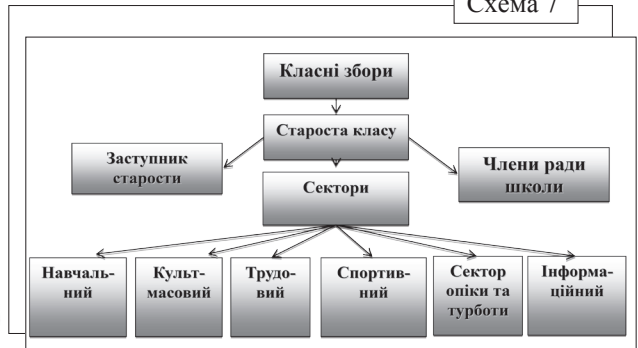 Схема 7
Класні збори
Староста класу
Заступник
старости
Члени ради
школи
Сектори
Навчаль-
ний
Культ-
масовий
Трудо-
вий
Спортив-
ний
Сектор
опіки та
турботи
Інформа-
ційний